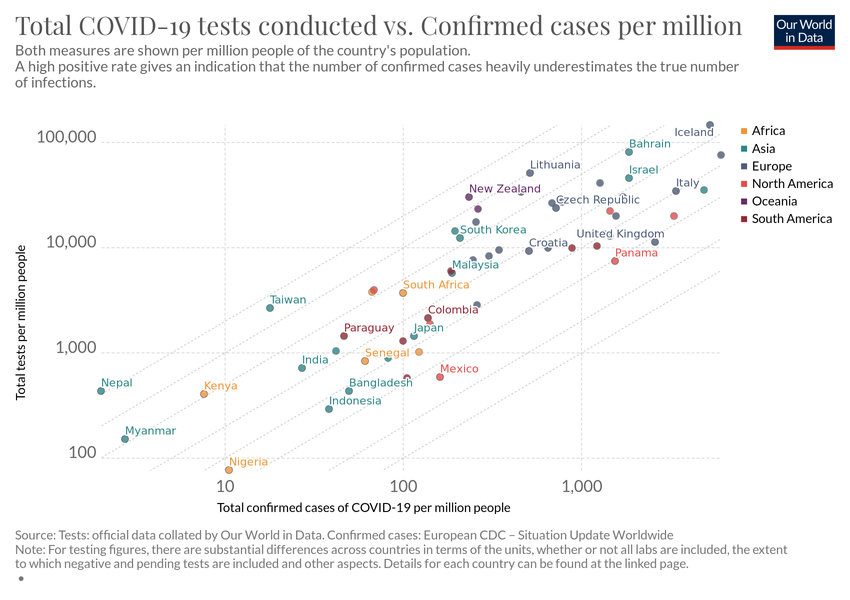 Total COVID-19 tests conducted vs. Confirmed cases per million
Our World
in Data
Both measures are shown per million people of the country's population.
A high positive rate gives an indication that the number of confirmed cases heavily underestimates the true number
of infections.
100,000
10,000
1,000
100
Total tests per million people
Iceland
Bahrain
Lithuania
Israel
Italy
New Zealand
Czech Republic
South Korea
United Kingdom
Croatia
Panama
Malaysia
South Africa
Taiwan
Colombia
Paraguay
Japan
Senegal
India
Mexico
Nepal
Kenya
Bangladesh
Indonesia
Myanmar
Nigeria
Africa
Asia
Europe
North America
Oceania
South America
10
100
1,000
Total confirmed cases of COVID-19 per million people
Source: Tests: official data collated by Our World in Data. Confirmed cases: European CDC – Situation Update Worldwide
Note: For testing figures, there are substantial differences across countries in terms of the units, whether or not all labs are included, the extent
to which negative and pending tests are included and other aspects. Details for each country can be found at the linked page.
•